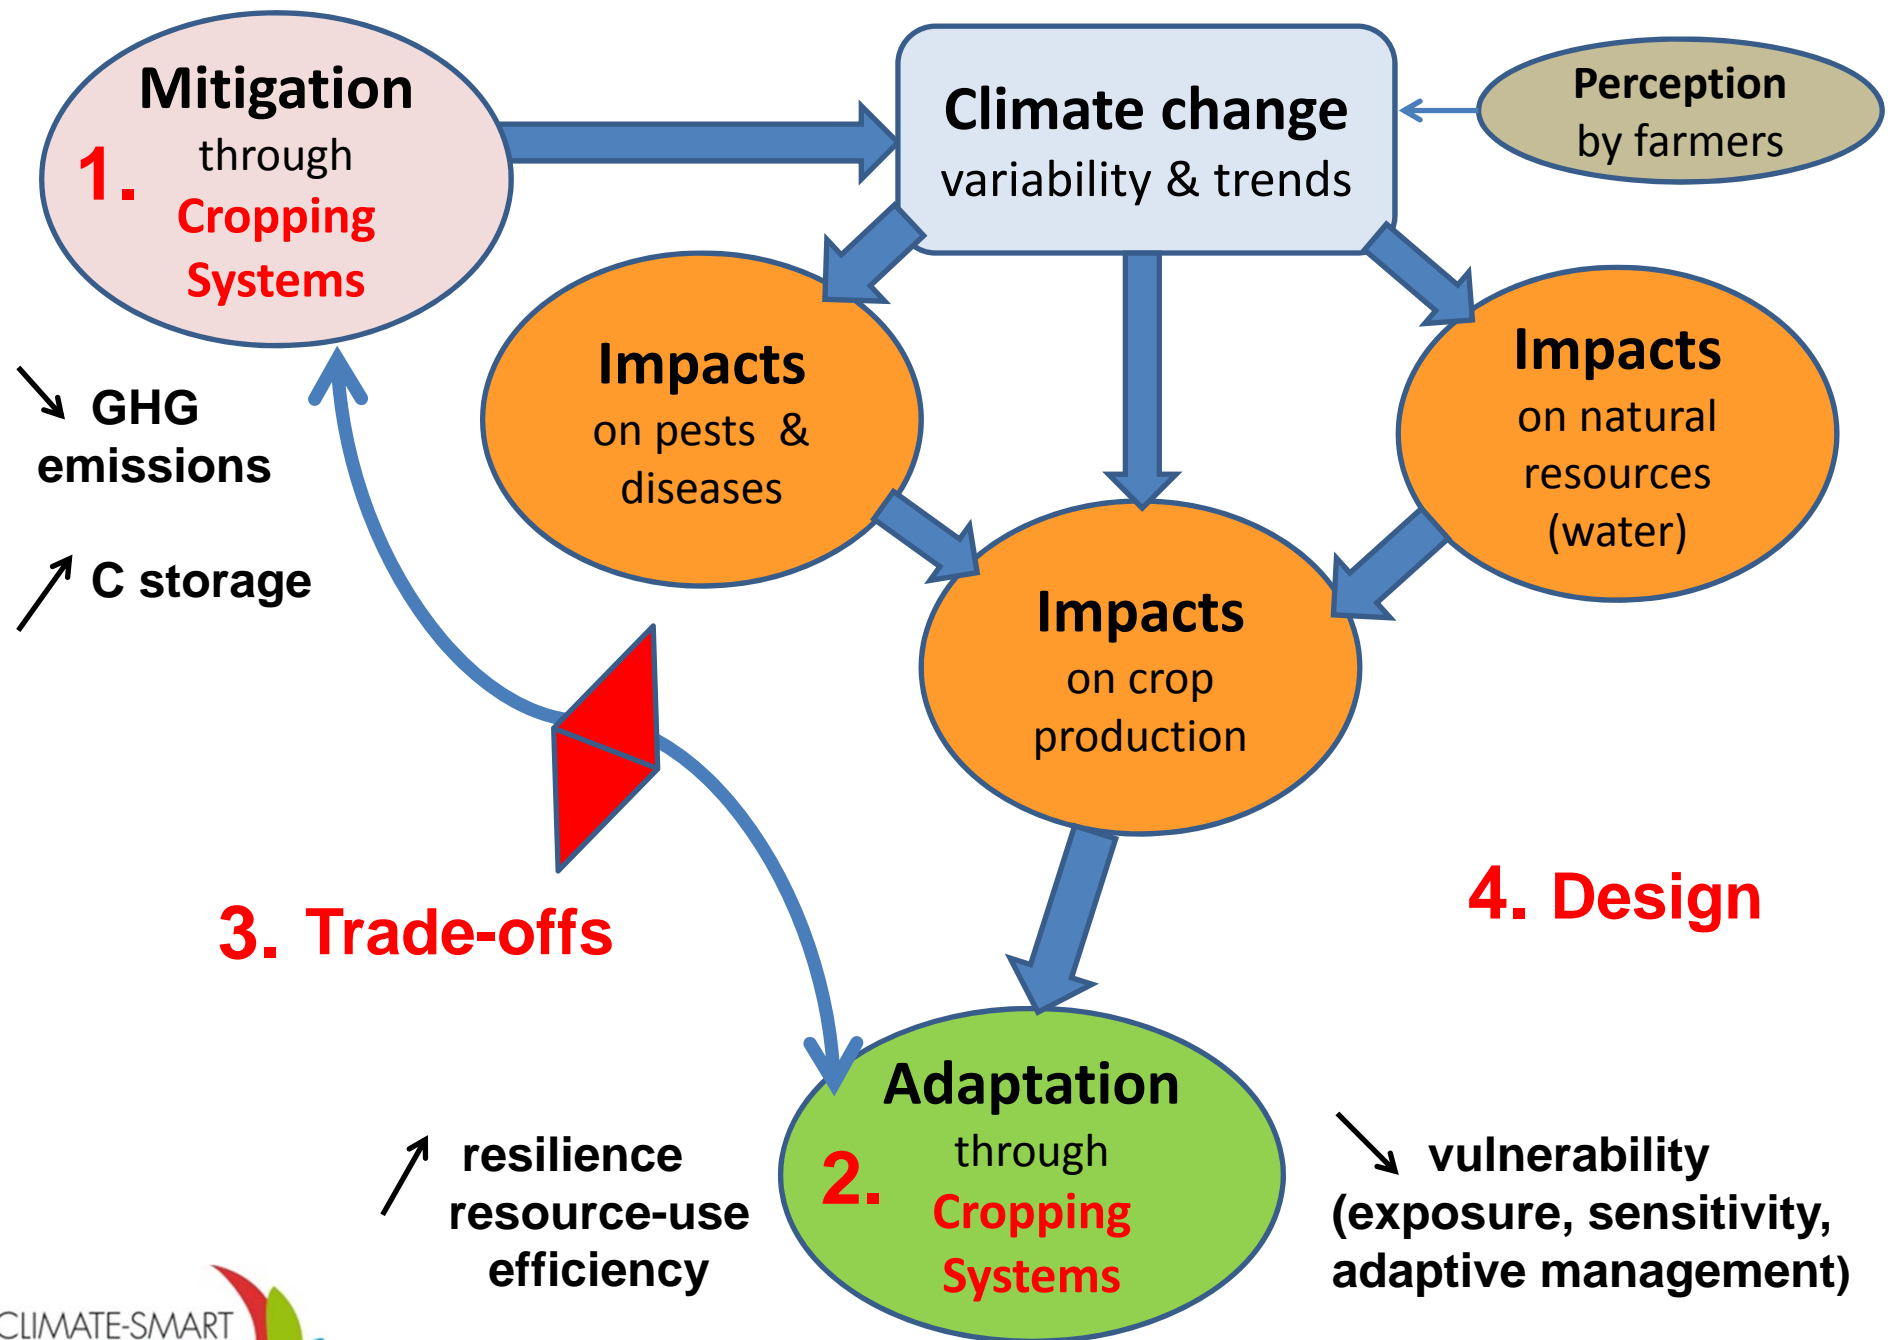 Mitigation
through
1.
Cropping
Systems
Climate change
variability & trends
Perception
by farmers
GHG
emissions
C storage
Impacts
on pests &
diseases
Impacts
on natural
resources
(water)
Impacts
on crop
production
3. Trade-offs
4. Design
Adaptation
through
2.
Cropping
Systems
resilience
resource-use
efficiency
vulnerability
(exposure, sensitivity,
adaptive management)
CLIMATE-SMART